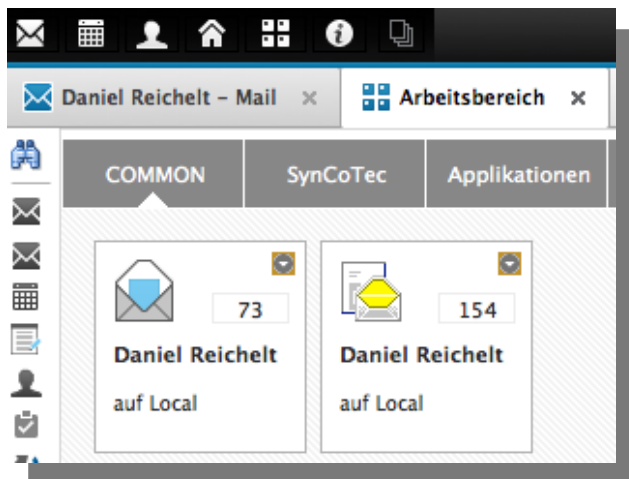 Daniel Reichelt – Mail
Arbeitsbereich
COMMON SynCoTec Applikationen
73
Daniel Reichelt
auf Local
154
Daniel Reichelt
auf Local